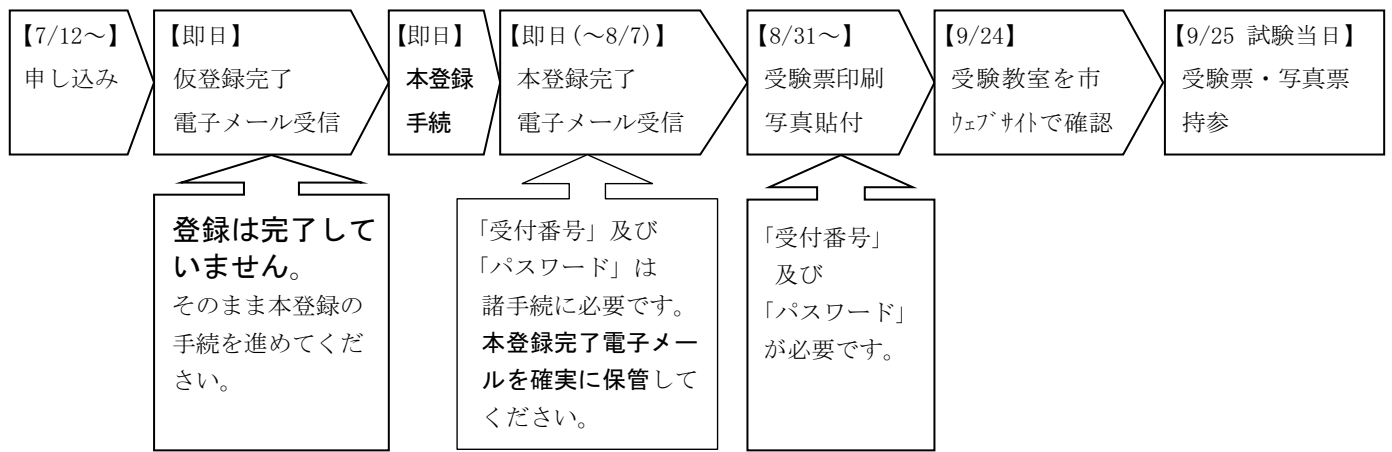 【7/12～】
申し込み
【即日】
仮登録完了
電子メール受信
【即日】
本登録
手続
【即日(～8/7)】
本登録完了
電子メール受信
【8/31～】
受験票印刷
写真貼付
【9/24】
受験教室を市
ｳｪﾌﾞｻｲﾄで確認
【9/25 試験当日】
受験票・写真票
持参
登録は完了して
いません。
そのまま本登録の
手続を進めてくだ
さい。
「受付番号」及び
「パスワード」は
諸手続に必要です。
本登録完了電子メー
ルを確実に保管して
ください。
「受付番号」
及び
「パスワード」
が必要です。